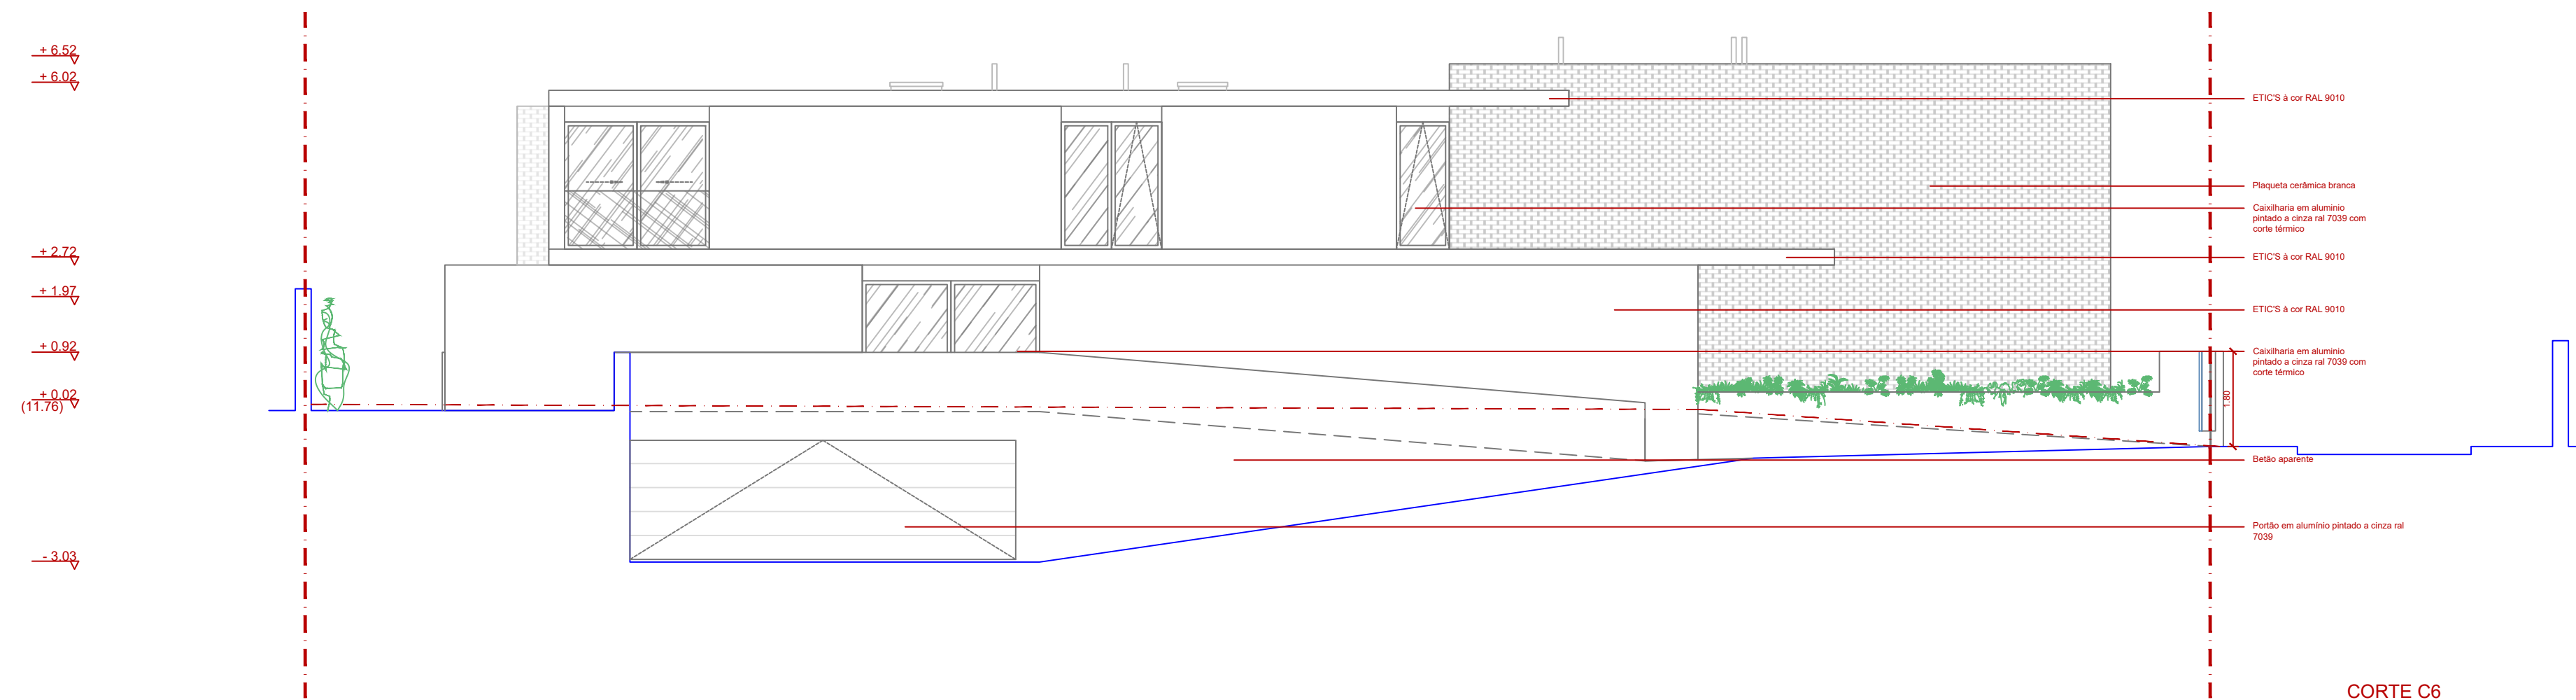 + 6.52
+ 6.02
+ 2.72
+ 1.97
+ 0.92
+ 0.02
(11.76)
- 3.03
ETIC'S à cor RAL 9010
Plaqueta cerâmica branca
Caixilharia em aluminio
pintado a cinza ral 7039 com
corte térmico
ETIC'S à cor RAL 9010
ETIC'S à cor RAL 9010
Caixilharia em aluminio
pintado a cinza ral 7039 com
corte térmico
1.80
Betão aparente
Portão em alumínio pintado a cinza ral
7039
CORTE C6